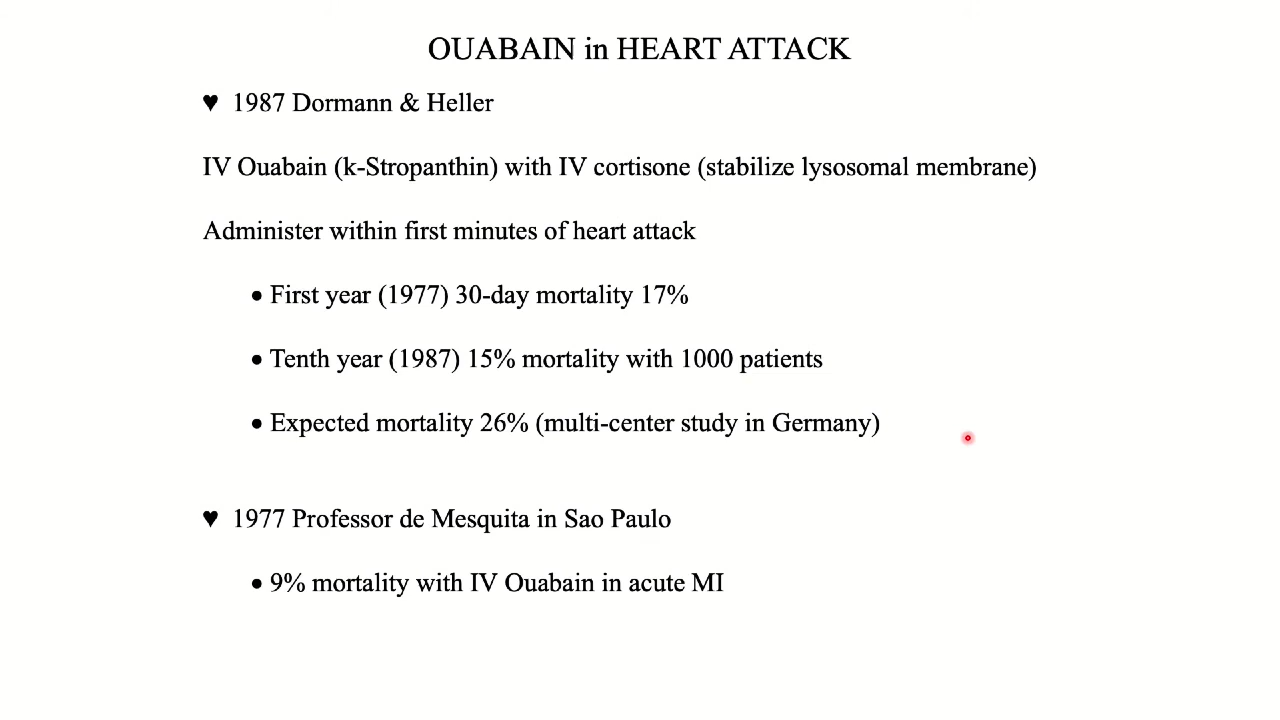 OUABAIN in HEART ATTACK
♥ 1987 Dormann & Heller
IV Ouabain (k-Stropanthin) with IV cortisone (stabilize lysosomal membrane)
Administer within first minutes of heart attack
• First year (1977) 30-day mortality 17%
• Tenth year (1987) 15% mortality with 1000 patients
• Expected mortality 26% (multi-center study in Germany)
♥ 1977 Professor de Mesquita in Sao Paulo
• 9% mortality with IV Ouabain in acute MI